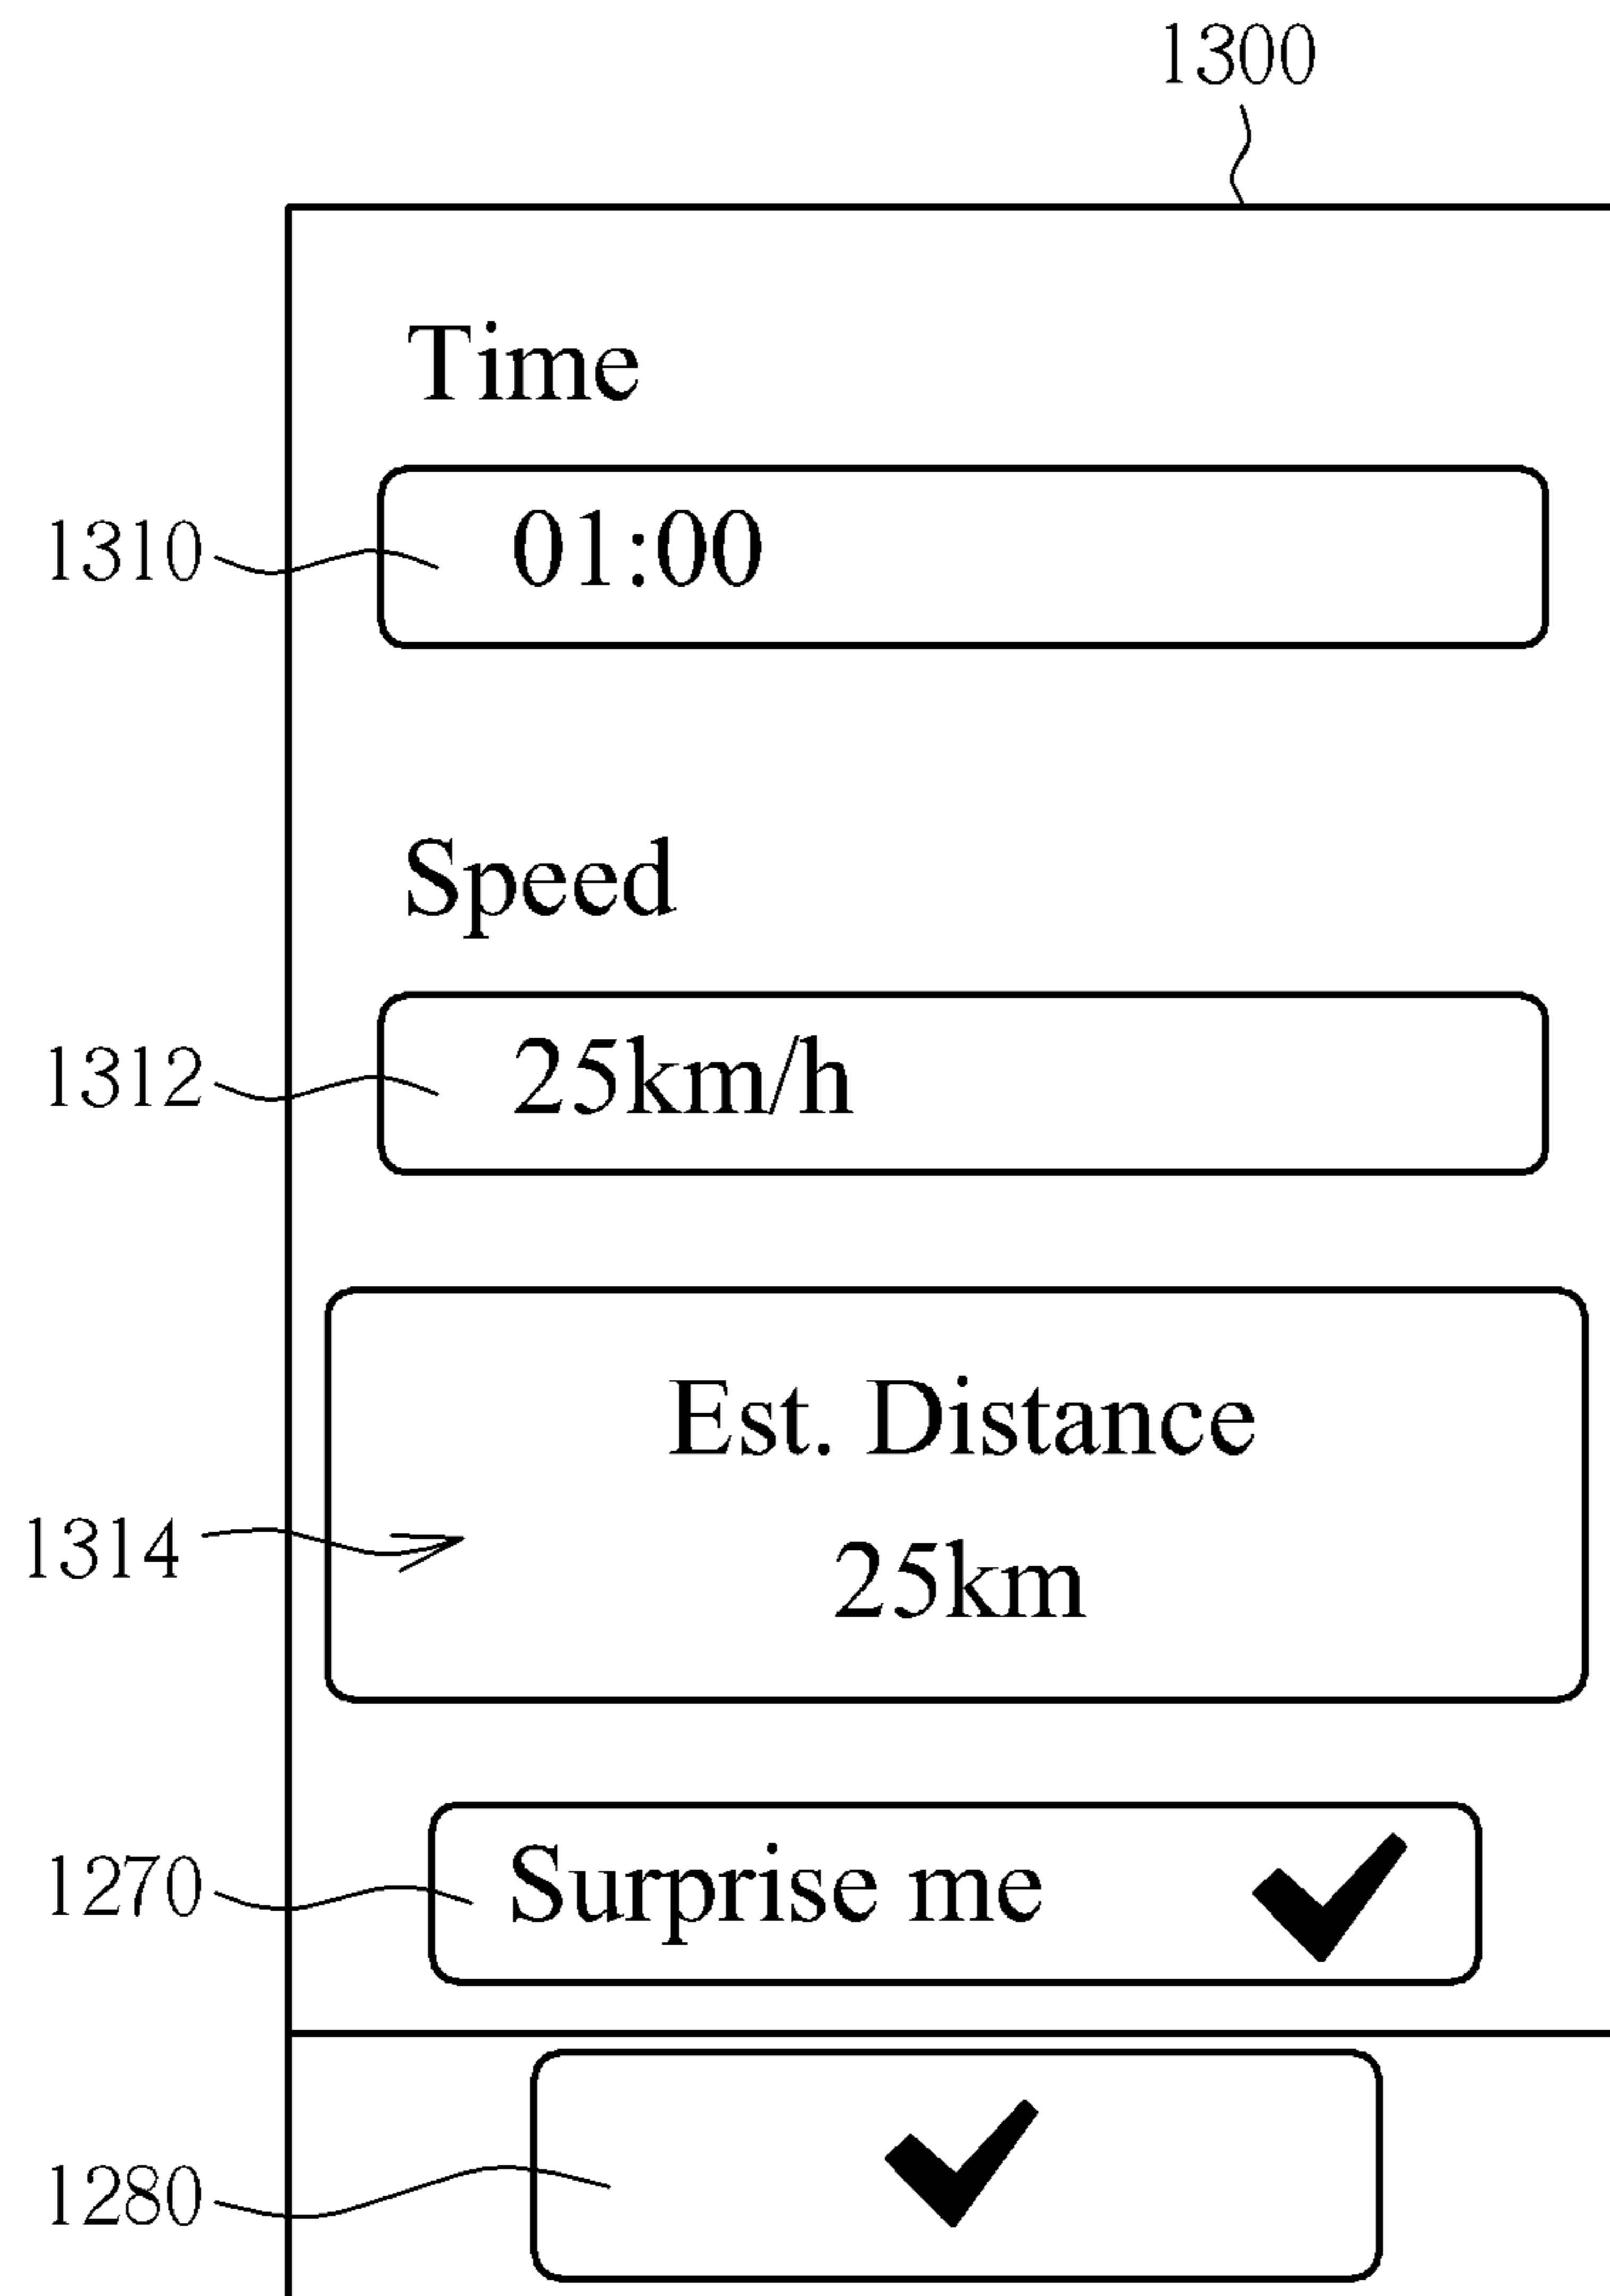 1300
Time
1310
01:00
Speed
1312
25km/h
Est. Distance
1314
25km
1270
Surprise me
1280